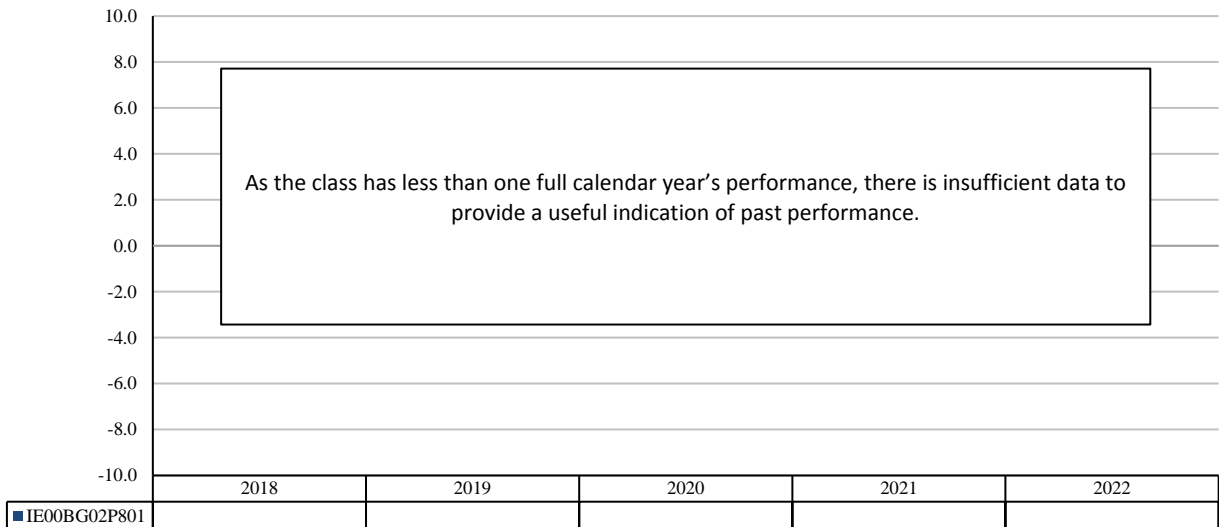 10.0
8.0
6.0
4.0
2.0
0.0
-2.0
-4.0
-6.0
-8.0
-10.0
As the class has less than one full calendar year’s performance, there is insufficient data to
provide a useful indication of past performance.
2018 2019 2020 2021 2022
IE00BG02P801